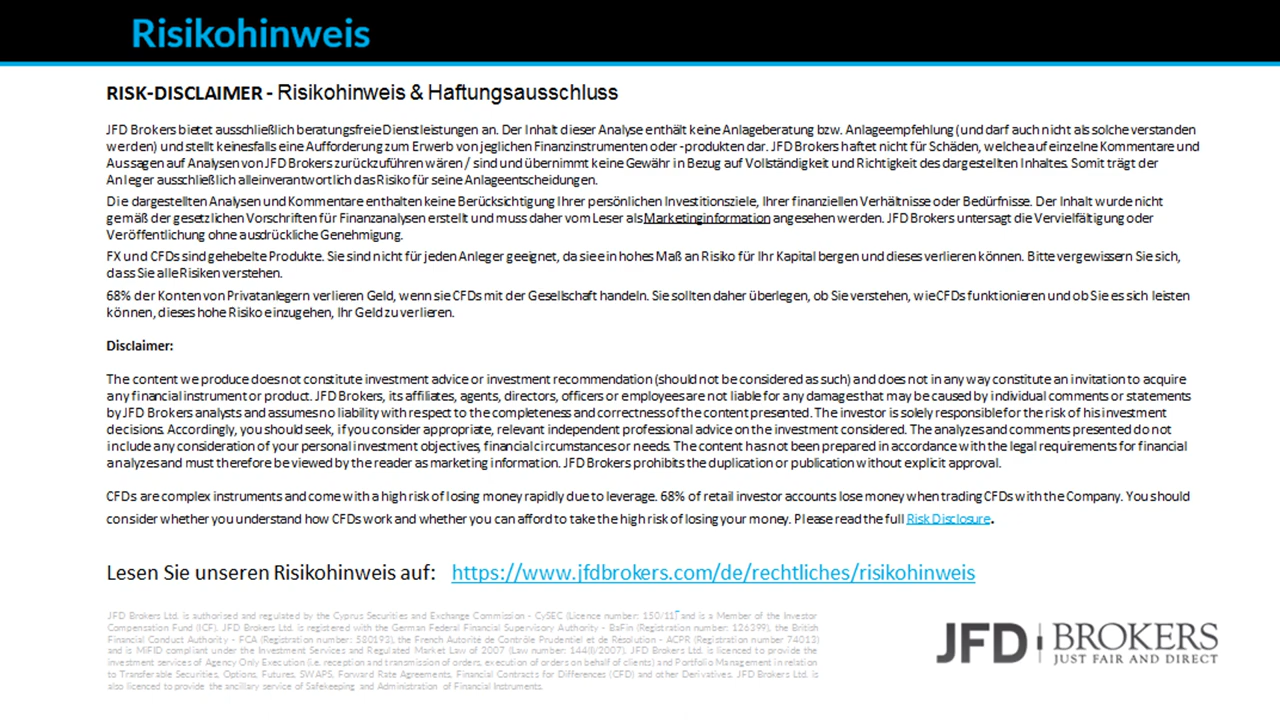 Risikohinweis
RISK-DISCLAIMER - Risikohinweis & Haftungsausschluss
JFD Brokers bietet ausschließlich beratungsfreie Dienstleistungen an. Der Inhalt dieser Analyse enthält keine Anlageberatung bzw. Anlageempfehlung (und darf auch nicht als solche verstanden
werden) und stellt keinesfalls eine Aufforderung zum Erwerb von jeglichen Finanzinstrumenten oder -produkten dar. JFD Brokers haftet nicht für Schäden, welche auf einzelne Kommentare und
Aussagen auf Analysen von JFD Brokers zurückzuführen wären / sind und übernimmt keine Gewähr in Bezug auf Vollständigkeit und Richtigkeit des dargestellten Inhaltes. Somit trägt der
Anleger ausschließlich alleinverantwortlich das Risiko für seine Anlageentscheidungen.
Die dargestellten Analysen und Kommentare enthalten keine Berücksichtigung Ihrer persönlichen Investitionsziele, Ihrer finanziellen Verhältnisse oder Bedürfnisse. Der Inhalt wurde nicht
gemäß der gesetzlichen Vorschriften für Finanzanalysen erstellt und muss daher vom Leser als Marketinginformation angesehen werden. JFD Brokers untersagt die Vervielfältigung oder
Veröffentlichung ohne ausdrückliche Genehmigung.
FX und CFDs sind gehebelte Produkte. Sie sind nicht für jeden Anleger geeignet, da sie ein hohes Maß an Risiko für Ihr Kapital bergen und dieses verlieren können. Bitte vergewissern Sie sich,
dass Sie alle Risiken verstehen.
68% der Konten von Privatanlegern verlieren Geld, wenn sie CFDs mit der Gesellschaft handeln. Sie sollten daher überlegen, ob Sie verstehen, wie CFDs funktionieren und ob Sie es sich leisten
können, dieses hohe Risiko einzugehen, Ihr Geld zu verlieren.
Disclaimer:
The content we produce does not constitute investment advice or investment recommendation (should not be considered as such) and does not in any way constitute an invitation to acquire
any financial instrument or product. JFD Brokers, its affiliates, agents, directors, officers or employees are not liable for any damages that may be caused by individual comments or statements
by JFD Brokers analysts and assumes no liability with respect to the completeness and correctness of the content presented. The investor is solely responsible for the risk of his investment
decisions. Accordingly, you should seek, if you consider appropriate, relevant independent professional advice on the investment considered. The analyzes and comments presented do not
include any consideration of your personal investment objectives, financial circumstances or needs. The content has not been prepared in accordance with the legal requirements for financial
analyzes and must therefore be viewed by the reader as marketing information. JFD Brokers prohibits the duplication or publication without explicit approval.
CFDs are complex instruments and come with a high risk of losing money rapidly due to leverage. 68% of retail investor accounts lose money when trading CFDs with the Company. You should
consider whether you understand how CFDs work and whether you can afford to take the high risk of losing your money. Please read the full Risk Disclosure.
Lesen Sie unseren Risikohinweis auf: https://www.jfdbrokers.com/de/rechtliches/risikohinweis
JFD Brokers Ltd. is authorised and regulated by the Cyprus Securities and Exchange Commission - CySEC (Licence number: 150/11) and is a Member of the Investor
Compensation Fund (ICF). JFD Brokers Ltd. is registered with the German Federal Financial Supervisory Authority - BaFin (Registration number: 126399), the British
Financial Conduct Authority - FCA (Registration number: 580193), the French Autorité de Contrôle Prudentiel et de Résolution - ACPR (Registration number 74013)
and is MiFID compliant under the Investment Services and Regulated Market Law of 2007 (Law number: 144(I)/2007). JFD Brokers Ltd. is licenced to provide the
investment services of Agency Only Execution (i.e. reception and transmission of orders, execution of orders on behalf of clients) and Portfolio Management in relation
to Transferable Securities, Options, Futures, SWAPS, Forward Rate Agreements, Financial Contracts for Differences (CFD) and other Derivatives. JFD Brokers Ltd. is
also licenced to provide the ancillary service of Safekeeping and Administration of Financial Instruments.
JFD BROKERS
JUST FAIR AND DIRECT